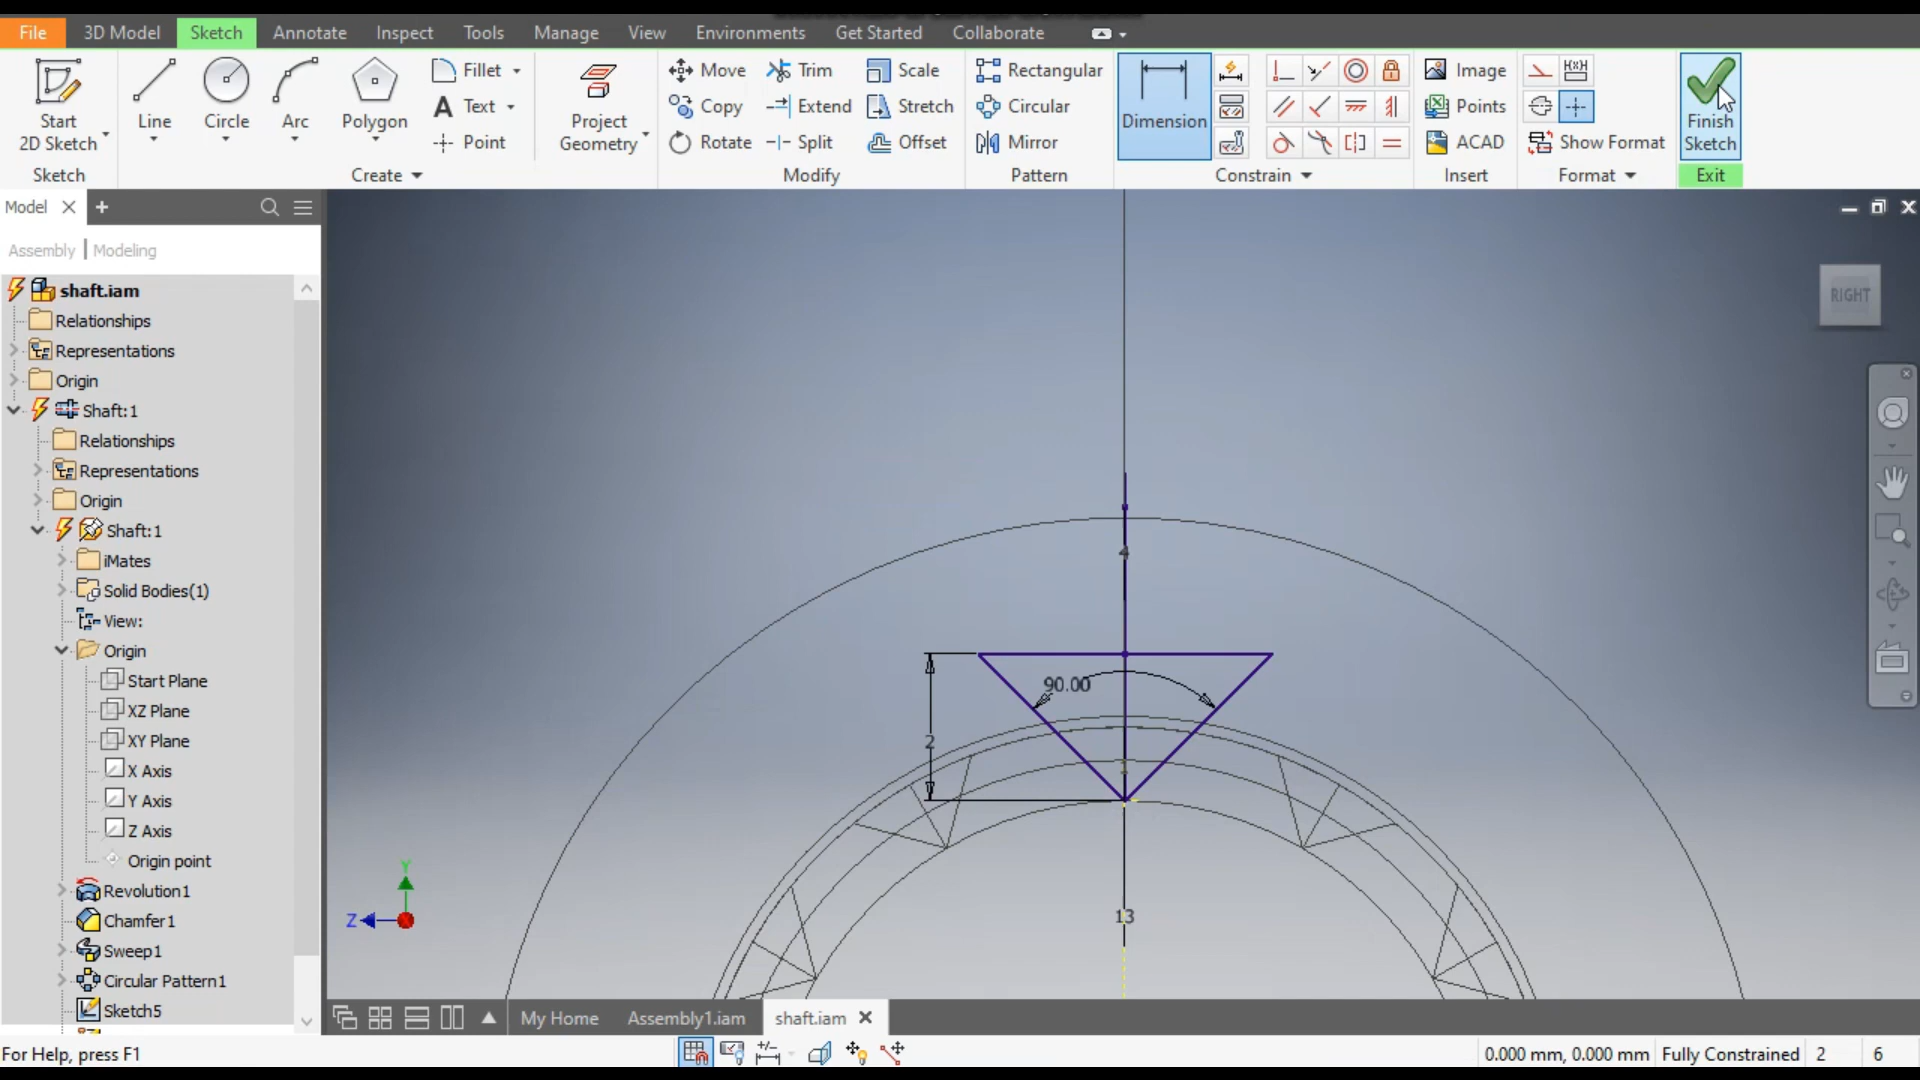 File 3D Model Sketch Annotate Inspect Tools Manage View Environments Get Started Collaborate
Start
2D Sketch
Line
Circle
Arc
Polygon
Fillet
Text
Point
Project
Geometry
Move
Copy
Rotate
Trim
Extend
Split
Scale
Stretch
Offset
Rectangular
Circular
Mirror
Dimension
Image
Points
ACAD
Show Format
Finish
Sketch
Sketch Create Modify Pattern Constrain Insert Format Exit
Model
Assembly Modeling
RIGHT
shaft.iam
Relationships
Representations
Origin
Shaft:1
Relationships
Representations
Origin
Shaft:1
iMates
Solid Bodies(1)
View:
Origin
Start Plane
XZ Plane
XY Plane
X Axis
Y Axis
Z Axis
Origin point
Revolution1
Chamfer1
Sweep1
Circular Pattern1
Sketch5
4
90.00
2
13
Y
Z
My Home Assembly1.iam shaft.iam
For Help, press F1
0.000 mm, 0.000 mm Fully Constrained 2 6